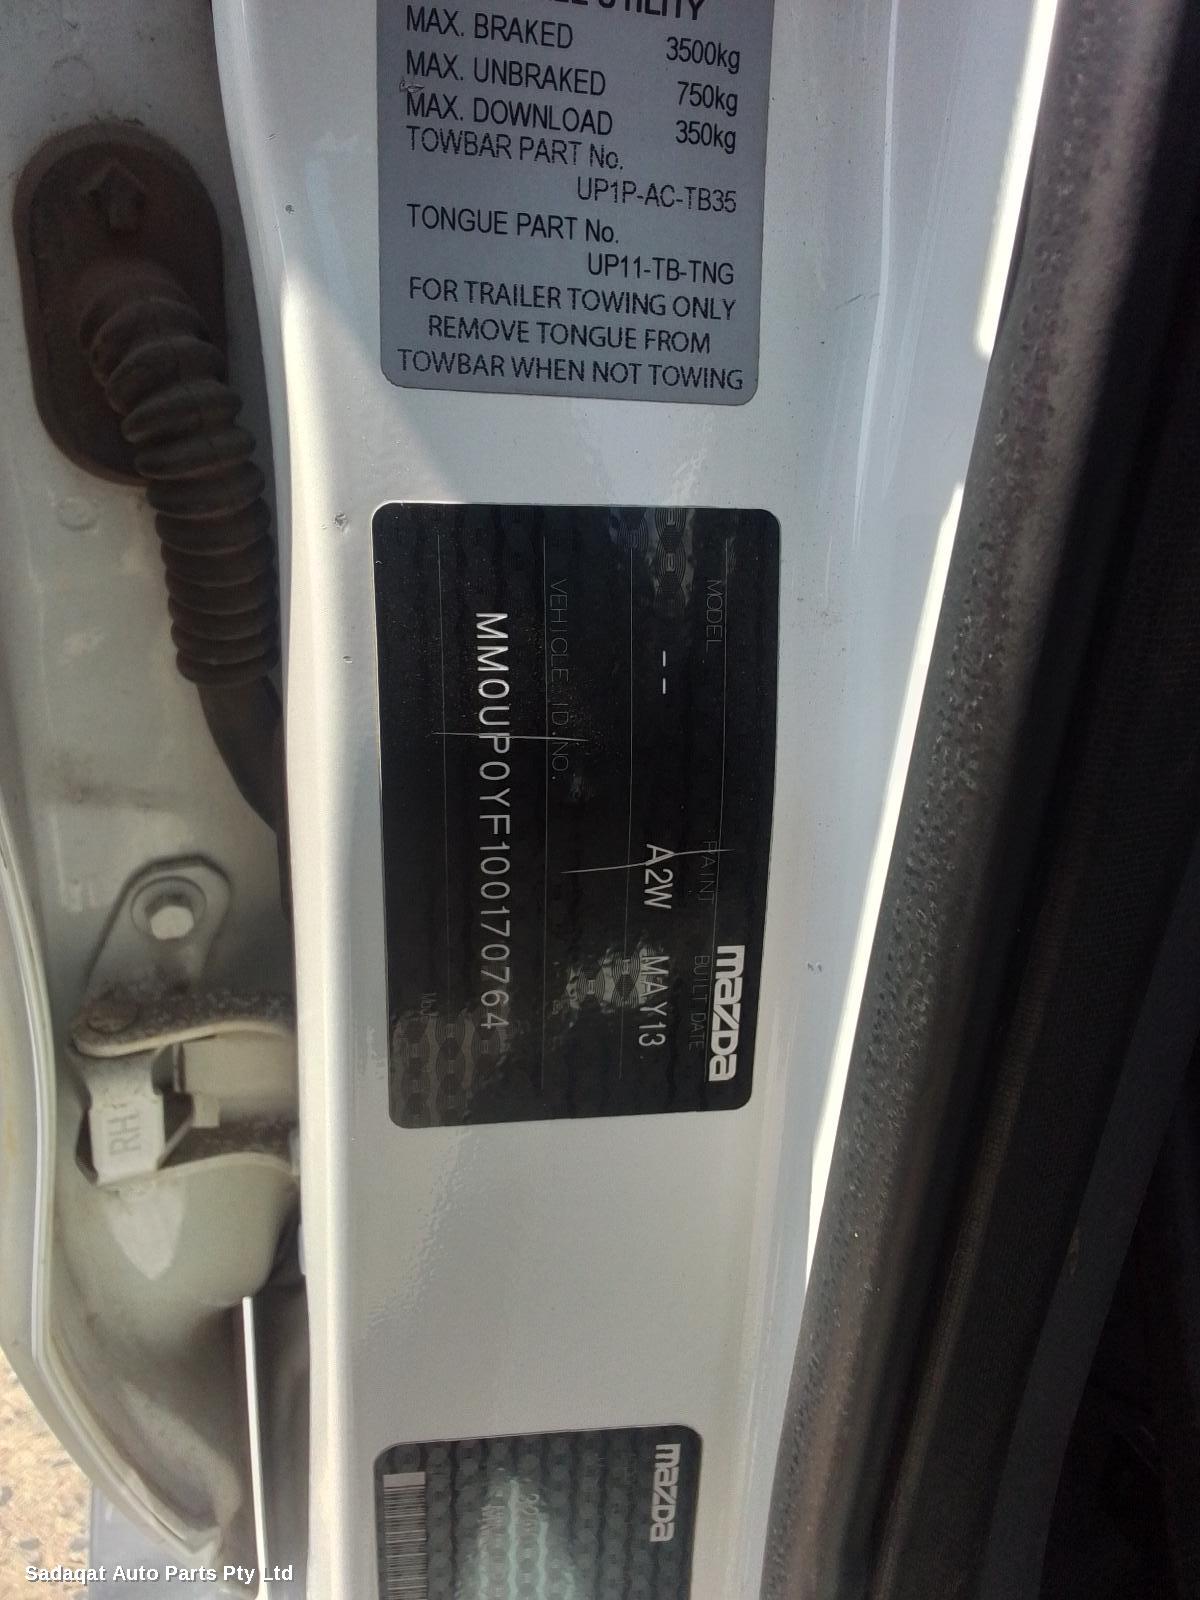 UTILITY
MAX. BRAKED 3500kg
MAX. UNBRAKED 750kg
MAX. DOWNLOAD 350kg
TOWBAR PART No.
UP1P-AC-TB35
TONGUE PART No.
UP11-TB-TNG
FOR TRAILER TOWING ONLY
REMOVE TONGUE FROM
TOWBAR WHEN NOT TOWING
mazda
MODEL PAINT BUILT DATE
-- A2W MAY13
VEHICLE ID.NO.
MM0UP0YF100170764
RH
mazda
Sadaqat Auto Parts Pty Ltd